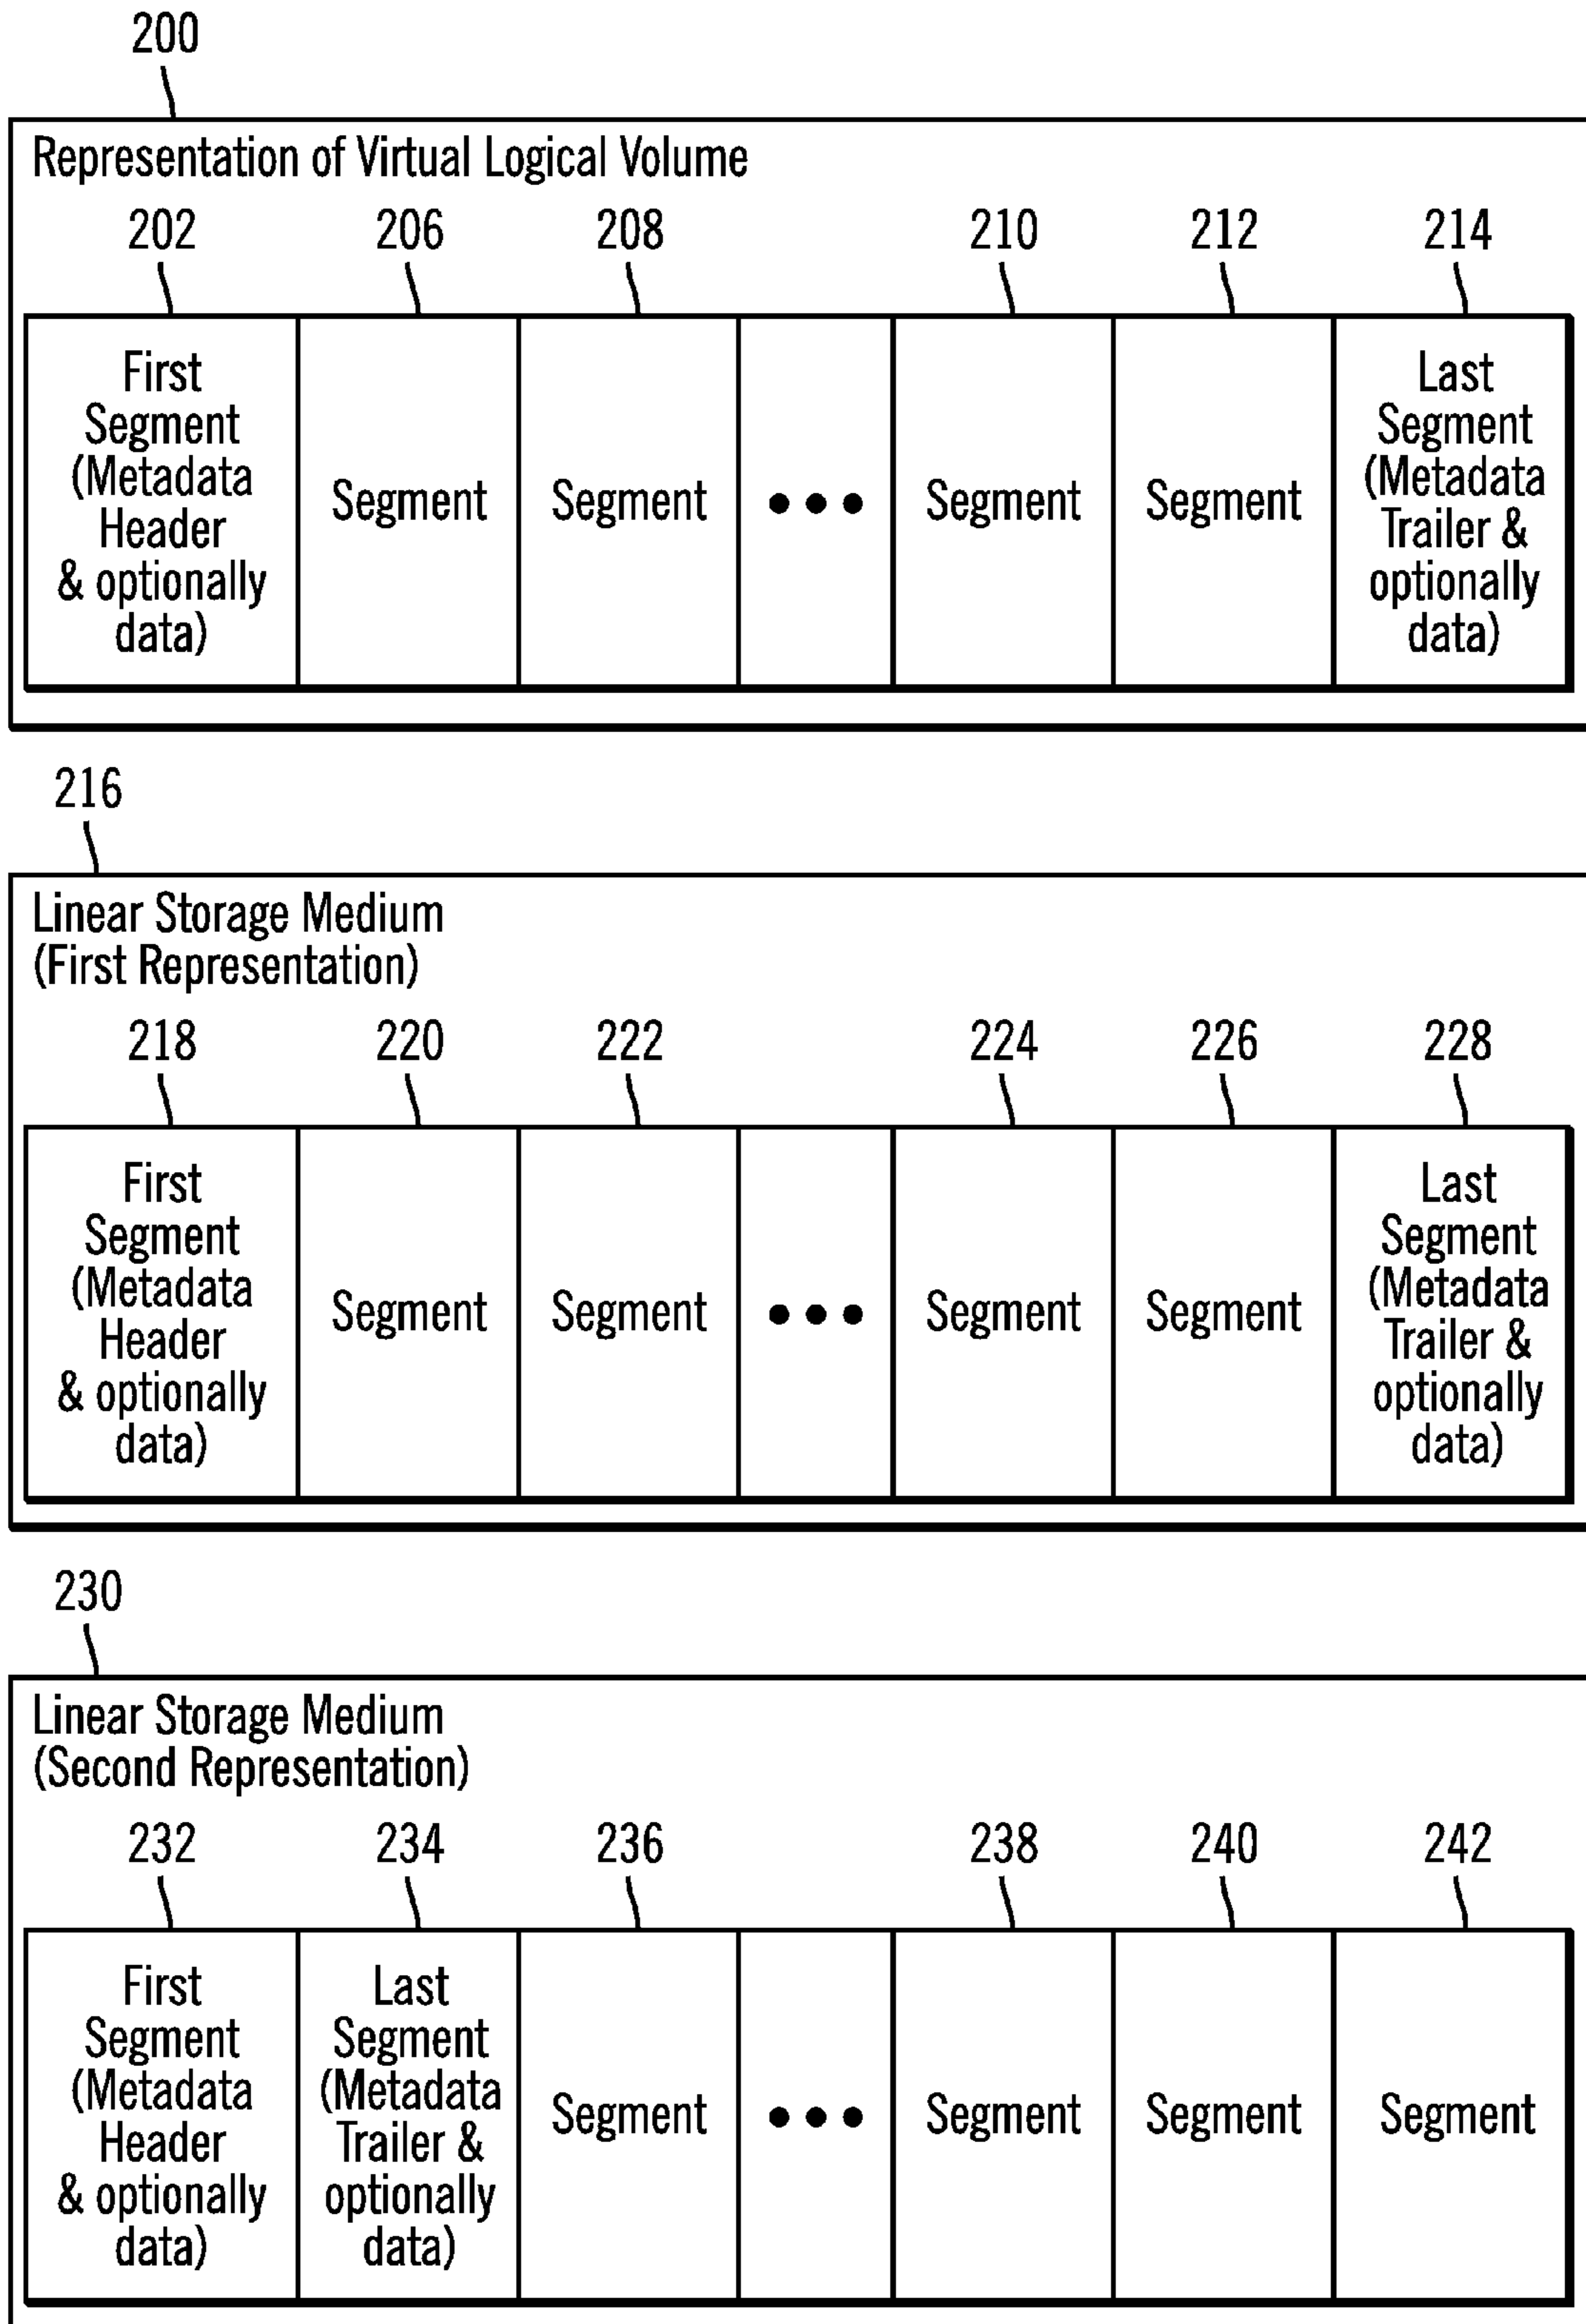 200
Representation of Virtual Logical Volume
202 206 208 210 212 214
First
Segment
(Metadata
Header
& optionally
data)
Segment
Segment
•••
Segment
Segment
Last
Segment
(Metadata
Trailer &
optionally
data)
216
Linear Storage Medium
(First Representation)
218 220 222 224 226 228
First
Segment
(Metadata
Header
& optionally
data)
Segment
Segment
•••
Segment
Segment
Last
Segment
(Metadata
Trailer &
optionally
data)
230
Linear Storage Medium
(Second Representation)
232 234 236 238 240 242
First
Segment
(Metadata
Header
& optionally
data)
Last
Segment
(Metadata
Trailer &
optionally
data)
Segment
•••
Segment
Segment
Segment